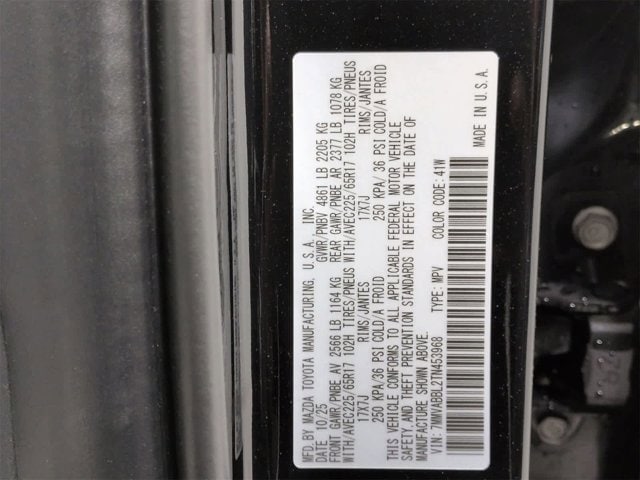 MFD.BY MAZDA TOYOTA MANUFACTURING, U.S.A., INC.
DATE 10/25 GVWR/PNBV 4861 LB 2205 KG
FRONT GAWR/PNBE AV 2566 LB 1164 KG REAR GAWR/PNBE AR 2377 LB 1078 KG
WITH/AVEC225/65R17 102H TIRES/PNEUS WITH/AVEC225/65R17 102H TIRES/PNEUS
17X7J RIMS/JANTES 17X7J RIMS/JANTES
250 KPA/36 PSI COLD/A FROID 250 KPA/ 36 PSI COLD/A FROID
THIS VEHICLE CONFORMS TO ALL APPLICABLE FEDERAL MOTOR VEHICLE
SAFETY, AND THEFT PREVENTION STANDARDS IN EFFECT ON THE DATE OF
MANUFACTURE SHOWN ABOVE.
VIN: 7MMVABBL2TN453968 TYPE: MPV COLOR CODE: 41W
MADE IN U.S.A.